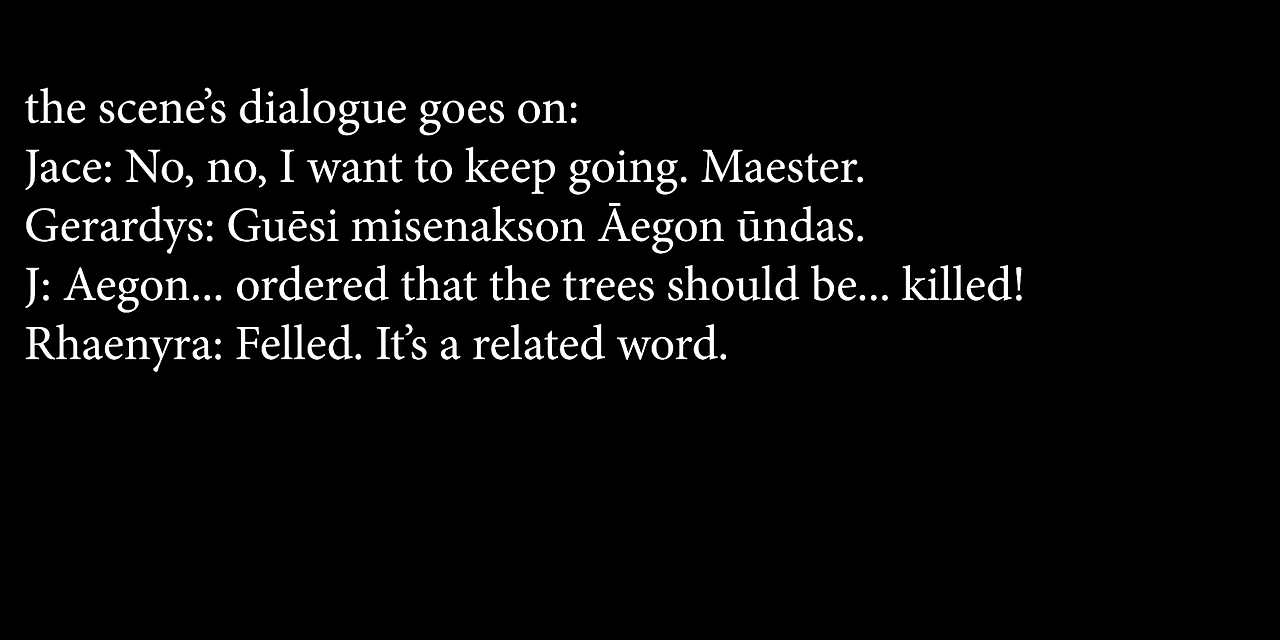 the scene’s dialogue goes on:
Jace: No, no, I want to keep going. Maester.
Gerardys: Guēsi misenakson Āegon ūndas.
J: Aegon... ordered that the trees should be... killed!
Rhaenyra: Felled. It’s a related word.